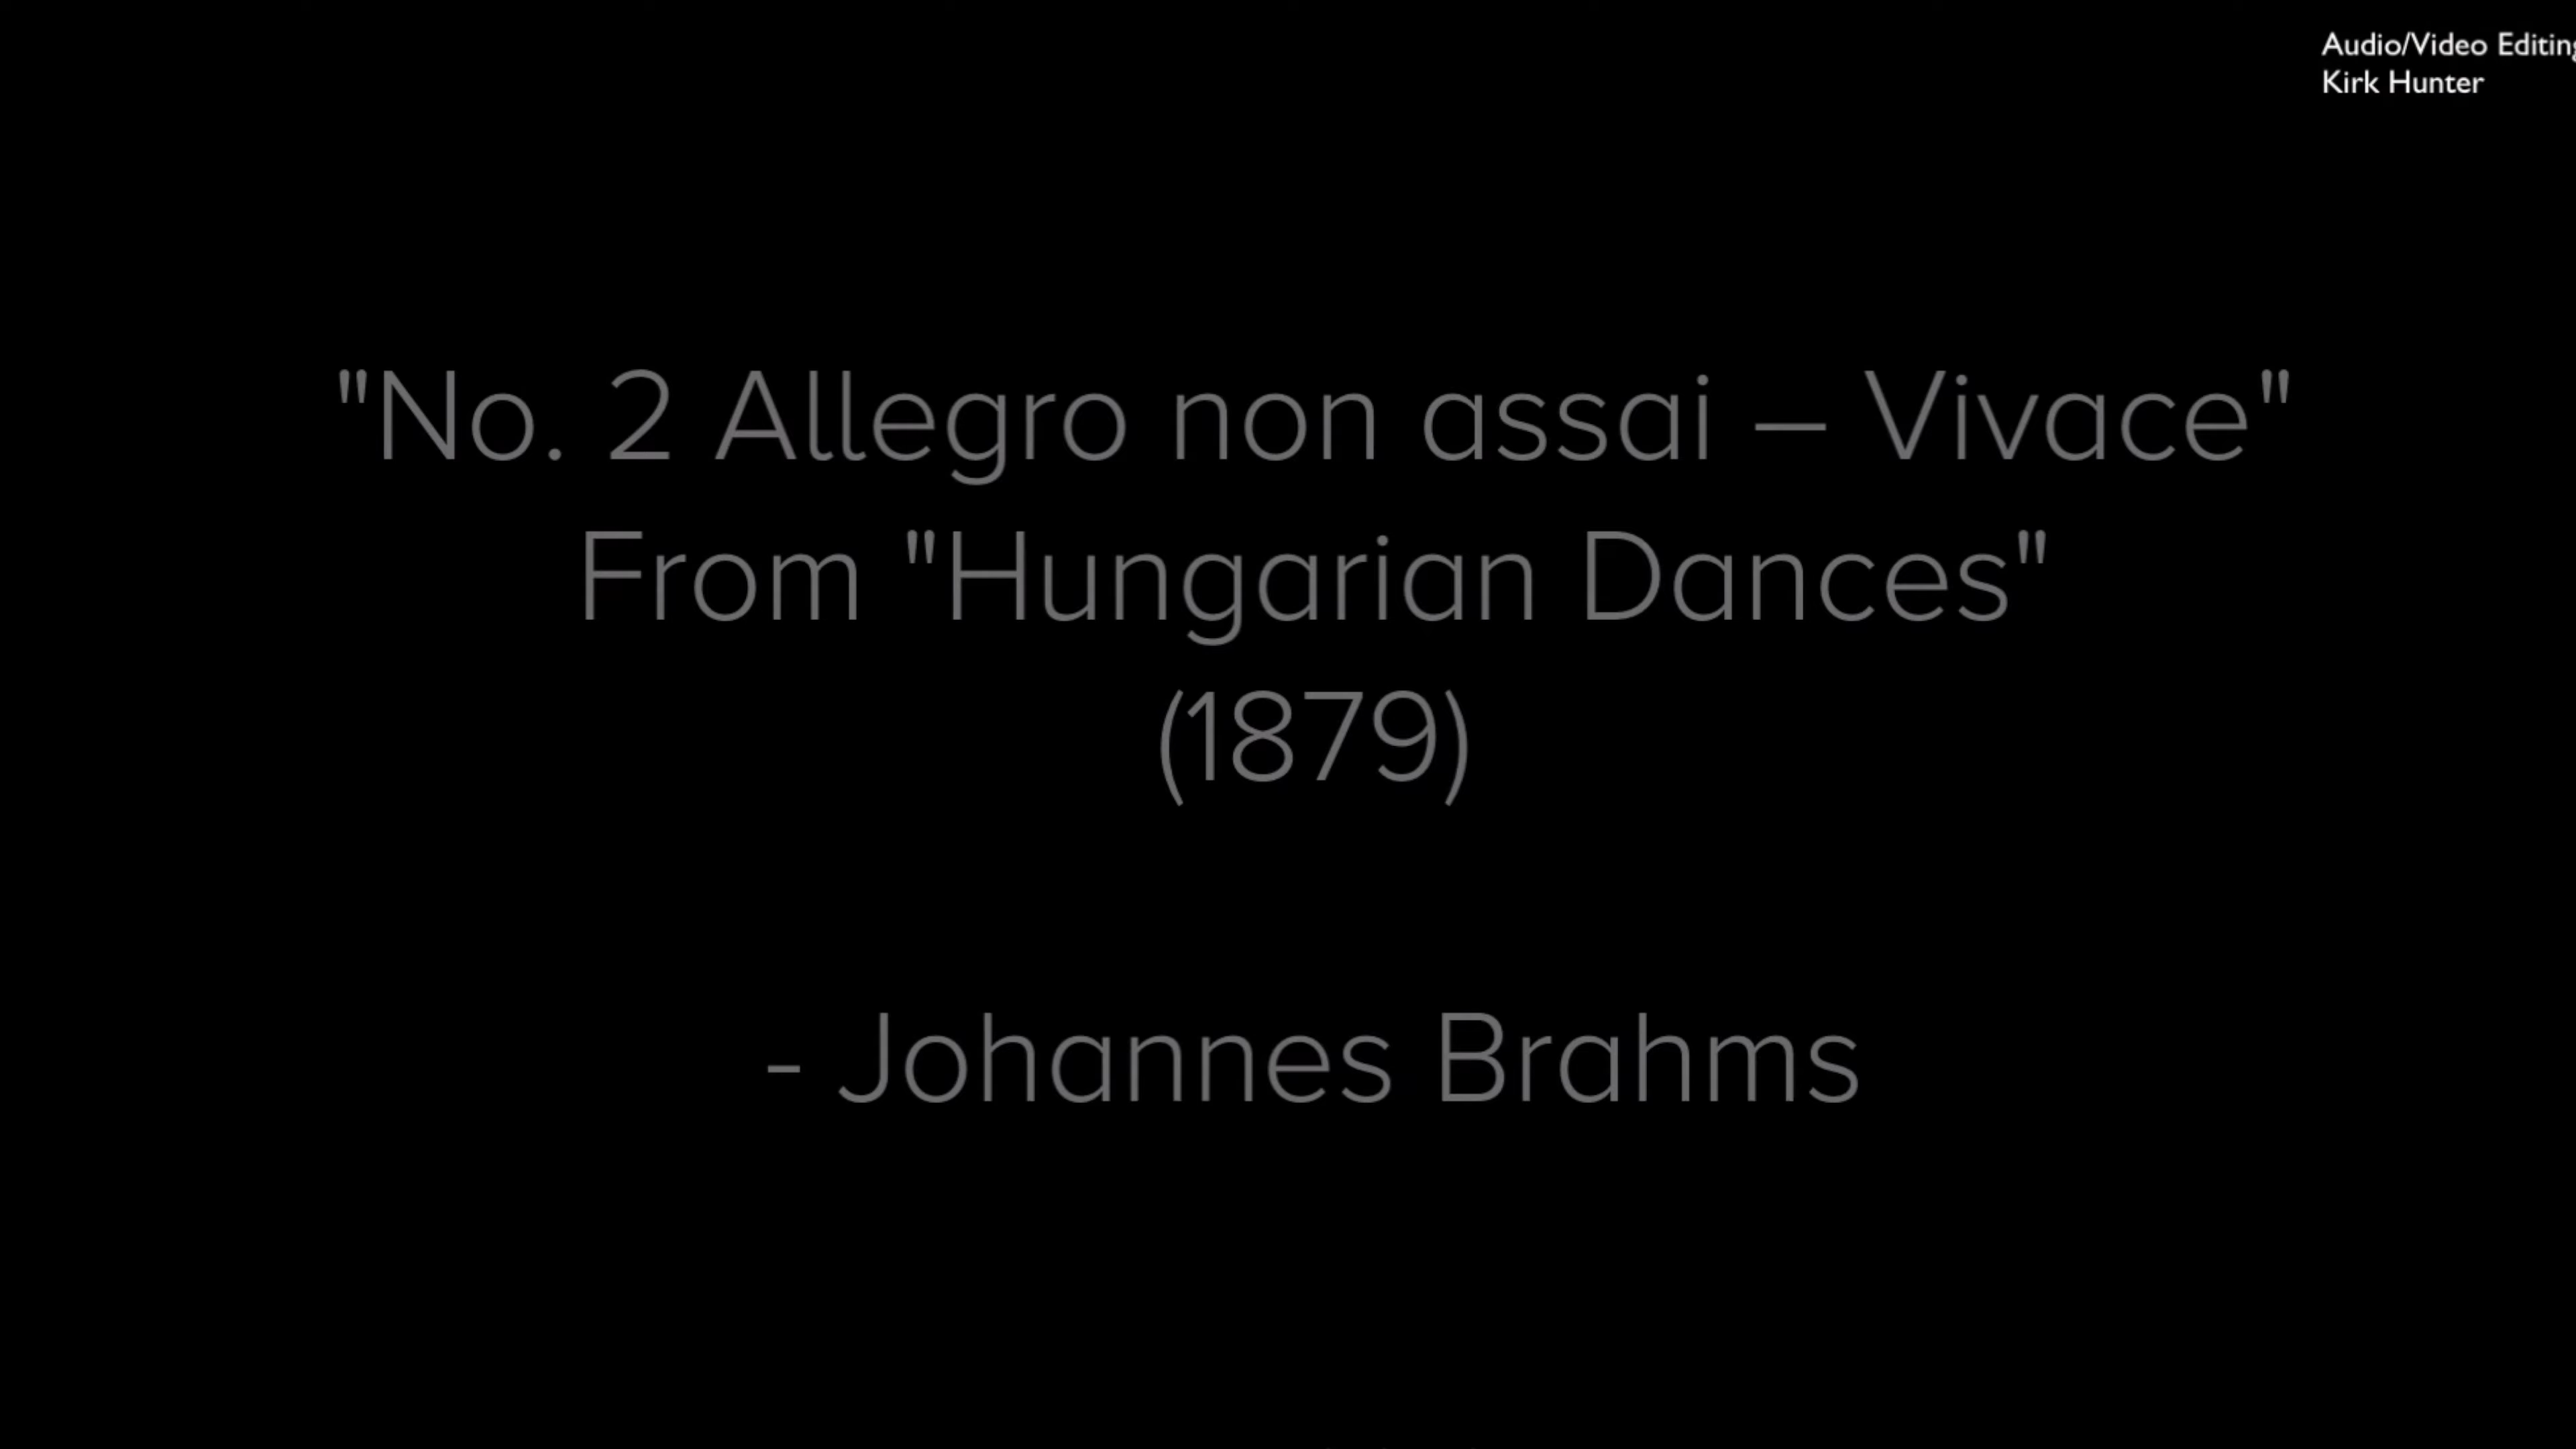 Audio/Video Editing
Kirk Hunter
"No. 2 Allegro non assai – Vivace"
From "Hungarian Dances"
(1879)
- Johannes Brahms